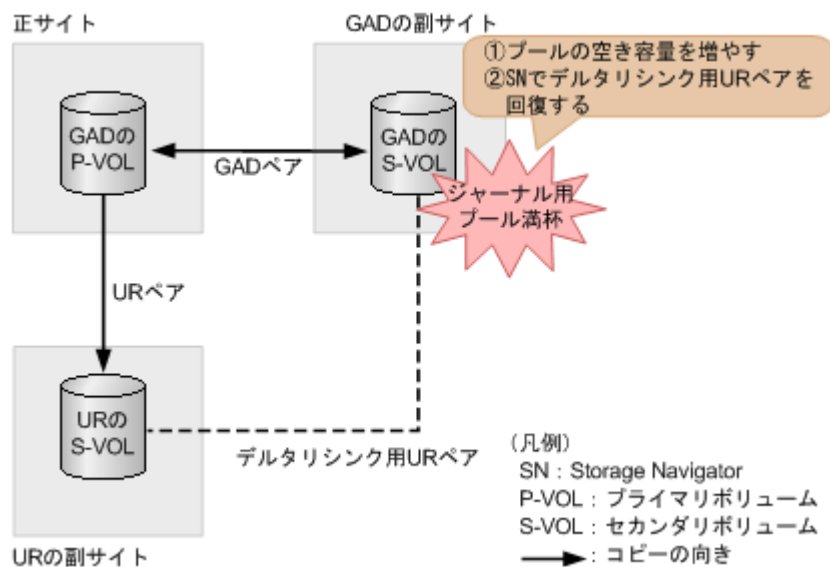 正サイト
GADの副サイト
①プールの空き容量を増やす
②SNでデルタリシンク用URペアを
回復する
GADの
P-VOL
GADペア
GADの
S-VOL
ジャーナル用
プール満杯
URペア
URの
S-VOL
デルタリシンク用URペア
URの副サイト
(凡例)
SN：Storage Navigator
P-VOL：プライマリボリューム
S-VOL：セカンダリボリューム
：コピーの向き